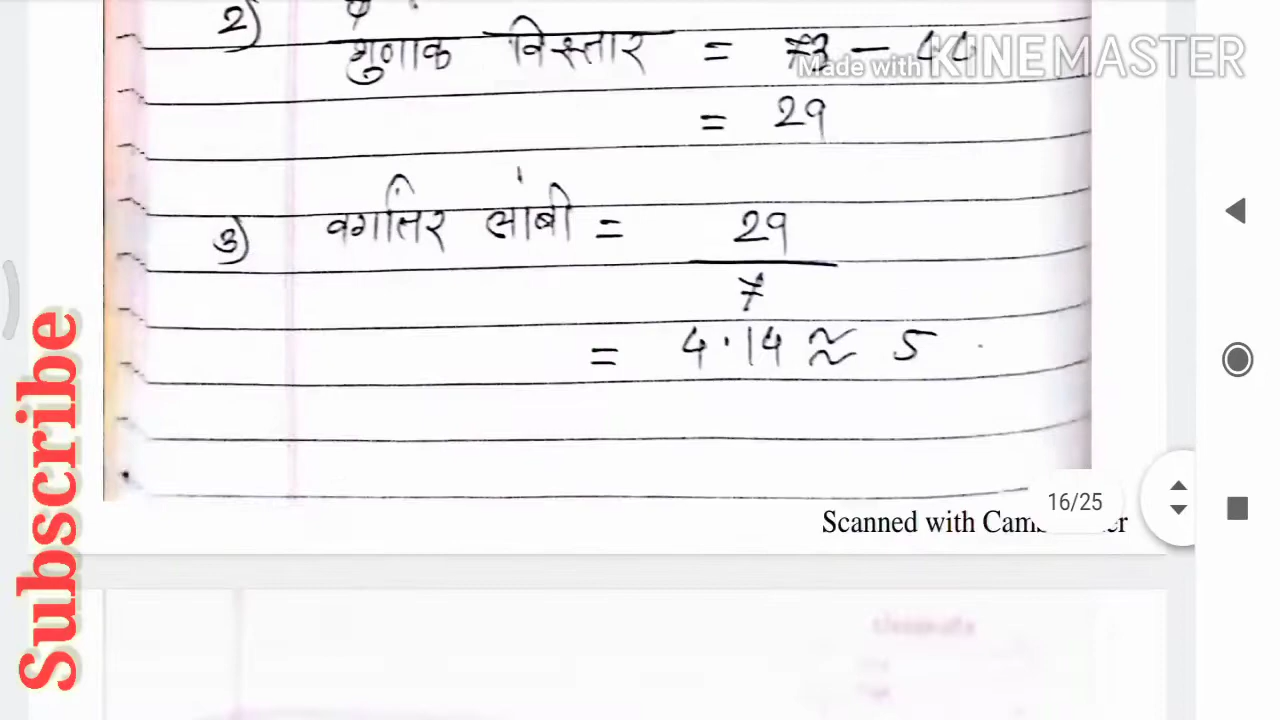 2)
गुणाक विस्तार = 73 - 44
Made with KINEMASTER
= 29
3) वर्गांतर लांबी = 29
7
= 4.14 ≈ 5
Subscribe
16/25
Scanned with Cam